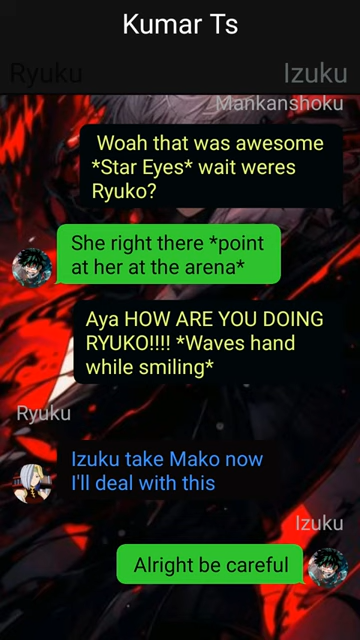 Kumar Ts
Ryuku
Izuku
Mankanshoku
Woah that was awesome
*Star Eyes* wait weres
Ryuko?
She right there *point
at her at the arena*
Aya HOW ARE YOU DOING
RYUKO!!!! *Waves hand
while smiling*
Ryuku
Izuku take Mako now
I'll deal with this
Izuku
Alright be careful